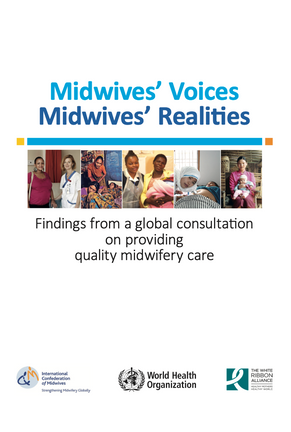 Midwives’ Voices
Midwives’ Realities
Findings from a global consultation
on providing
quality midwifery care
International
Confederation
of Midwives
Strengthening Midwifery Globally
World Health
Organization
THE WHITE
RIBBON
ALLIANCE